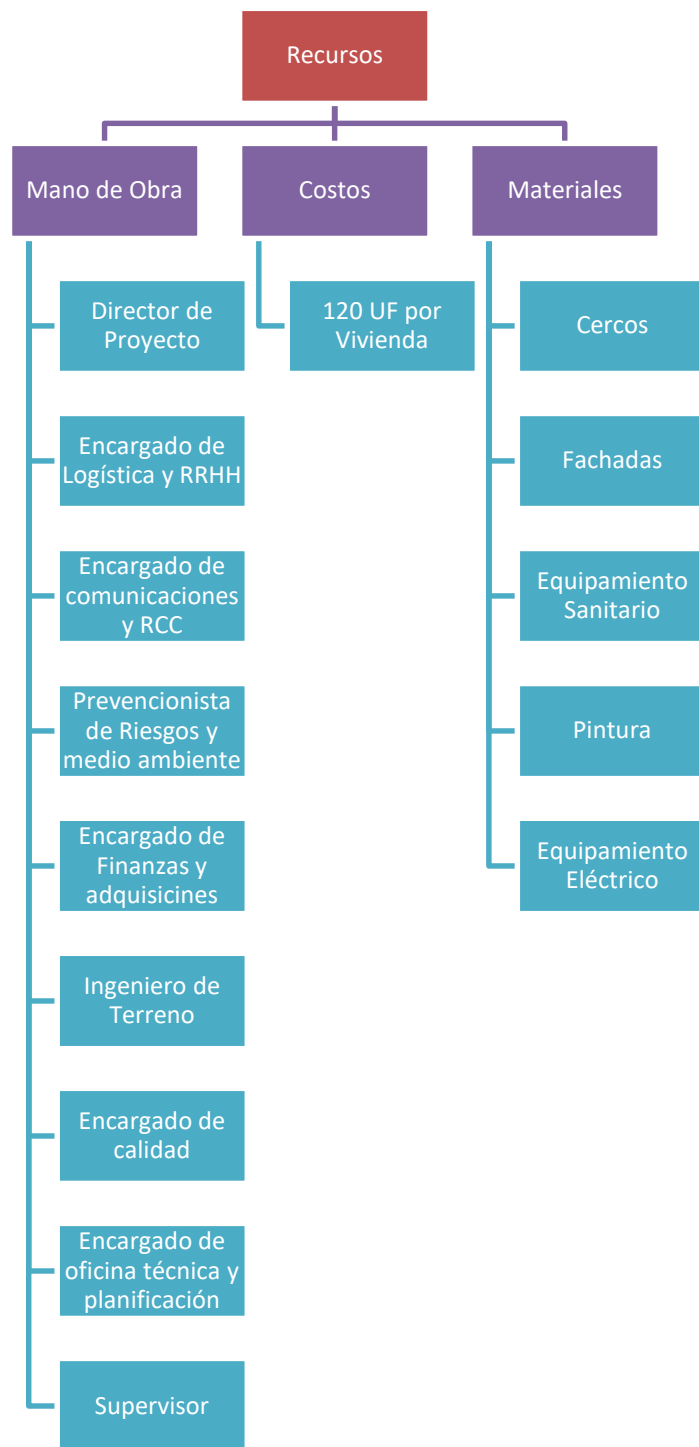 Recursos
Mano de Obra
Costos
Materiales
Director de
Proyecto
Encargado de
Logística y RRHH
Encargado de
comunicaciones
y RCC
Prevencionista
de Riesgos y
medio ambiente
Encargado de
Finanzas y
adquisicines
Ingeniero de
Terreno
Encargado de
calidad
Encargado de
oficina técnica y
planificación
Supervisor
120 UF por
Vivienda
Cercos
Fachadas
Equipamiento
Sanitario
Pintura
Equipamiento
Eléctrico